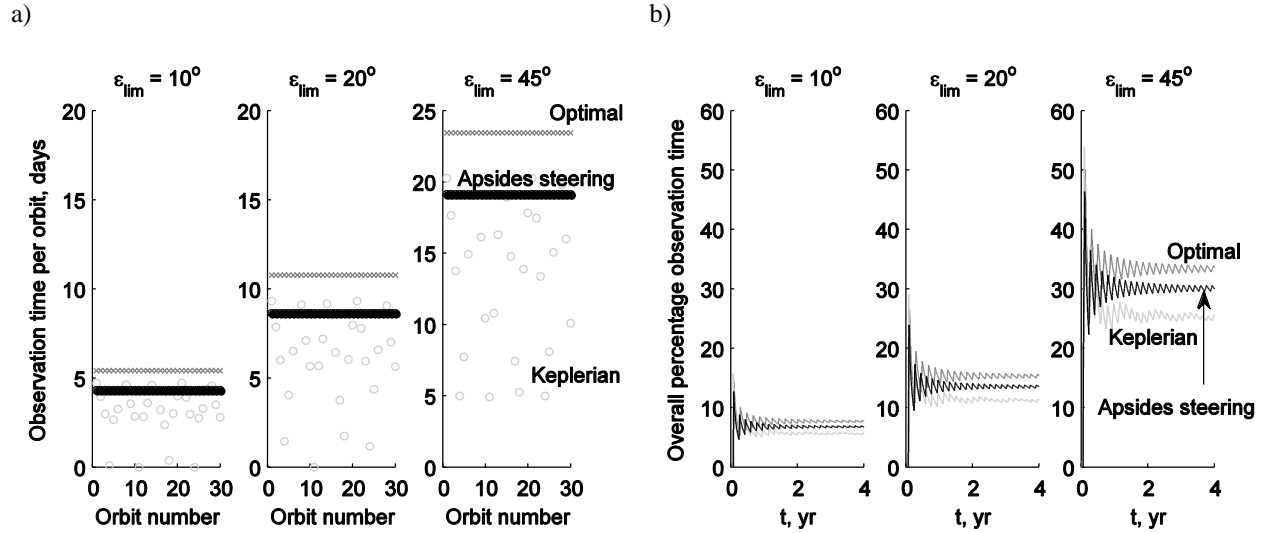 a)
b)
ε_lim = 10°
ε_lim = 20°
ε_lim = 45°
Observation time per orbit, days
20
15
10
5
0
20
15
10
5
0
25
20
15
10
5
0
Optimal
Apsides steering
Keplerian
0 10 20 30
0 10 20 30
0 10 20 30
Orbit number
Orbit number
Orbit number
ε_lim = 10°
ε_lim = 20°
ε_lim = 45°
Overall percentage observation time
60
50
40
30
20
10
0
60
50
40
30
20
10
0
60
50
40
30
20
10
0
Optimal
Keplerian
Apsides steering
0 2 4
0 2 4
0 2 4
t, yr
t, yr
t, yr